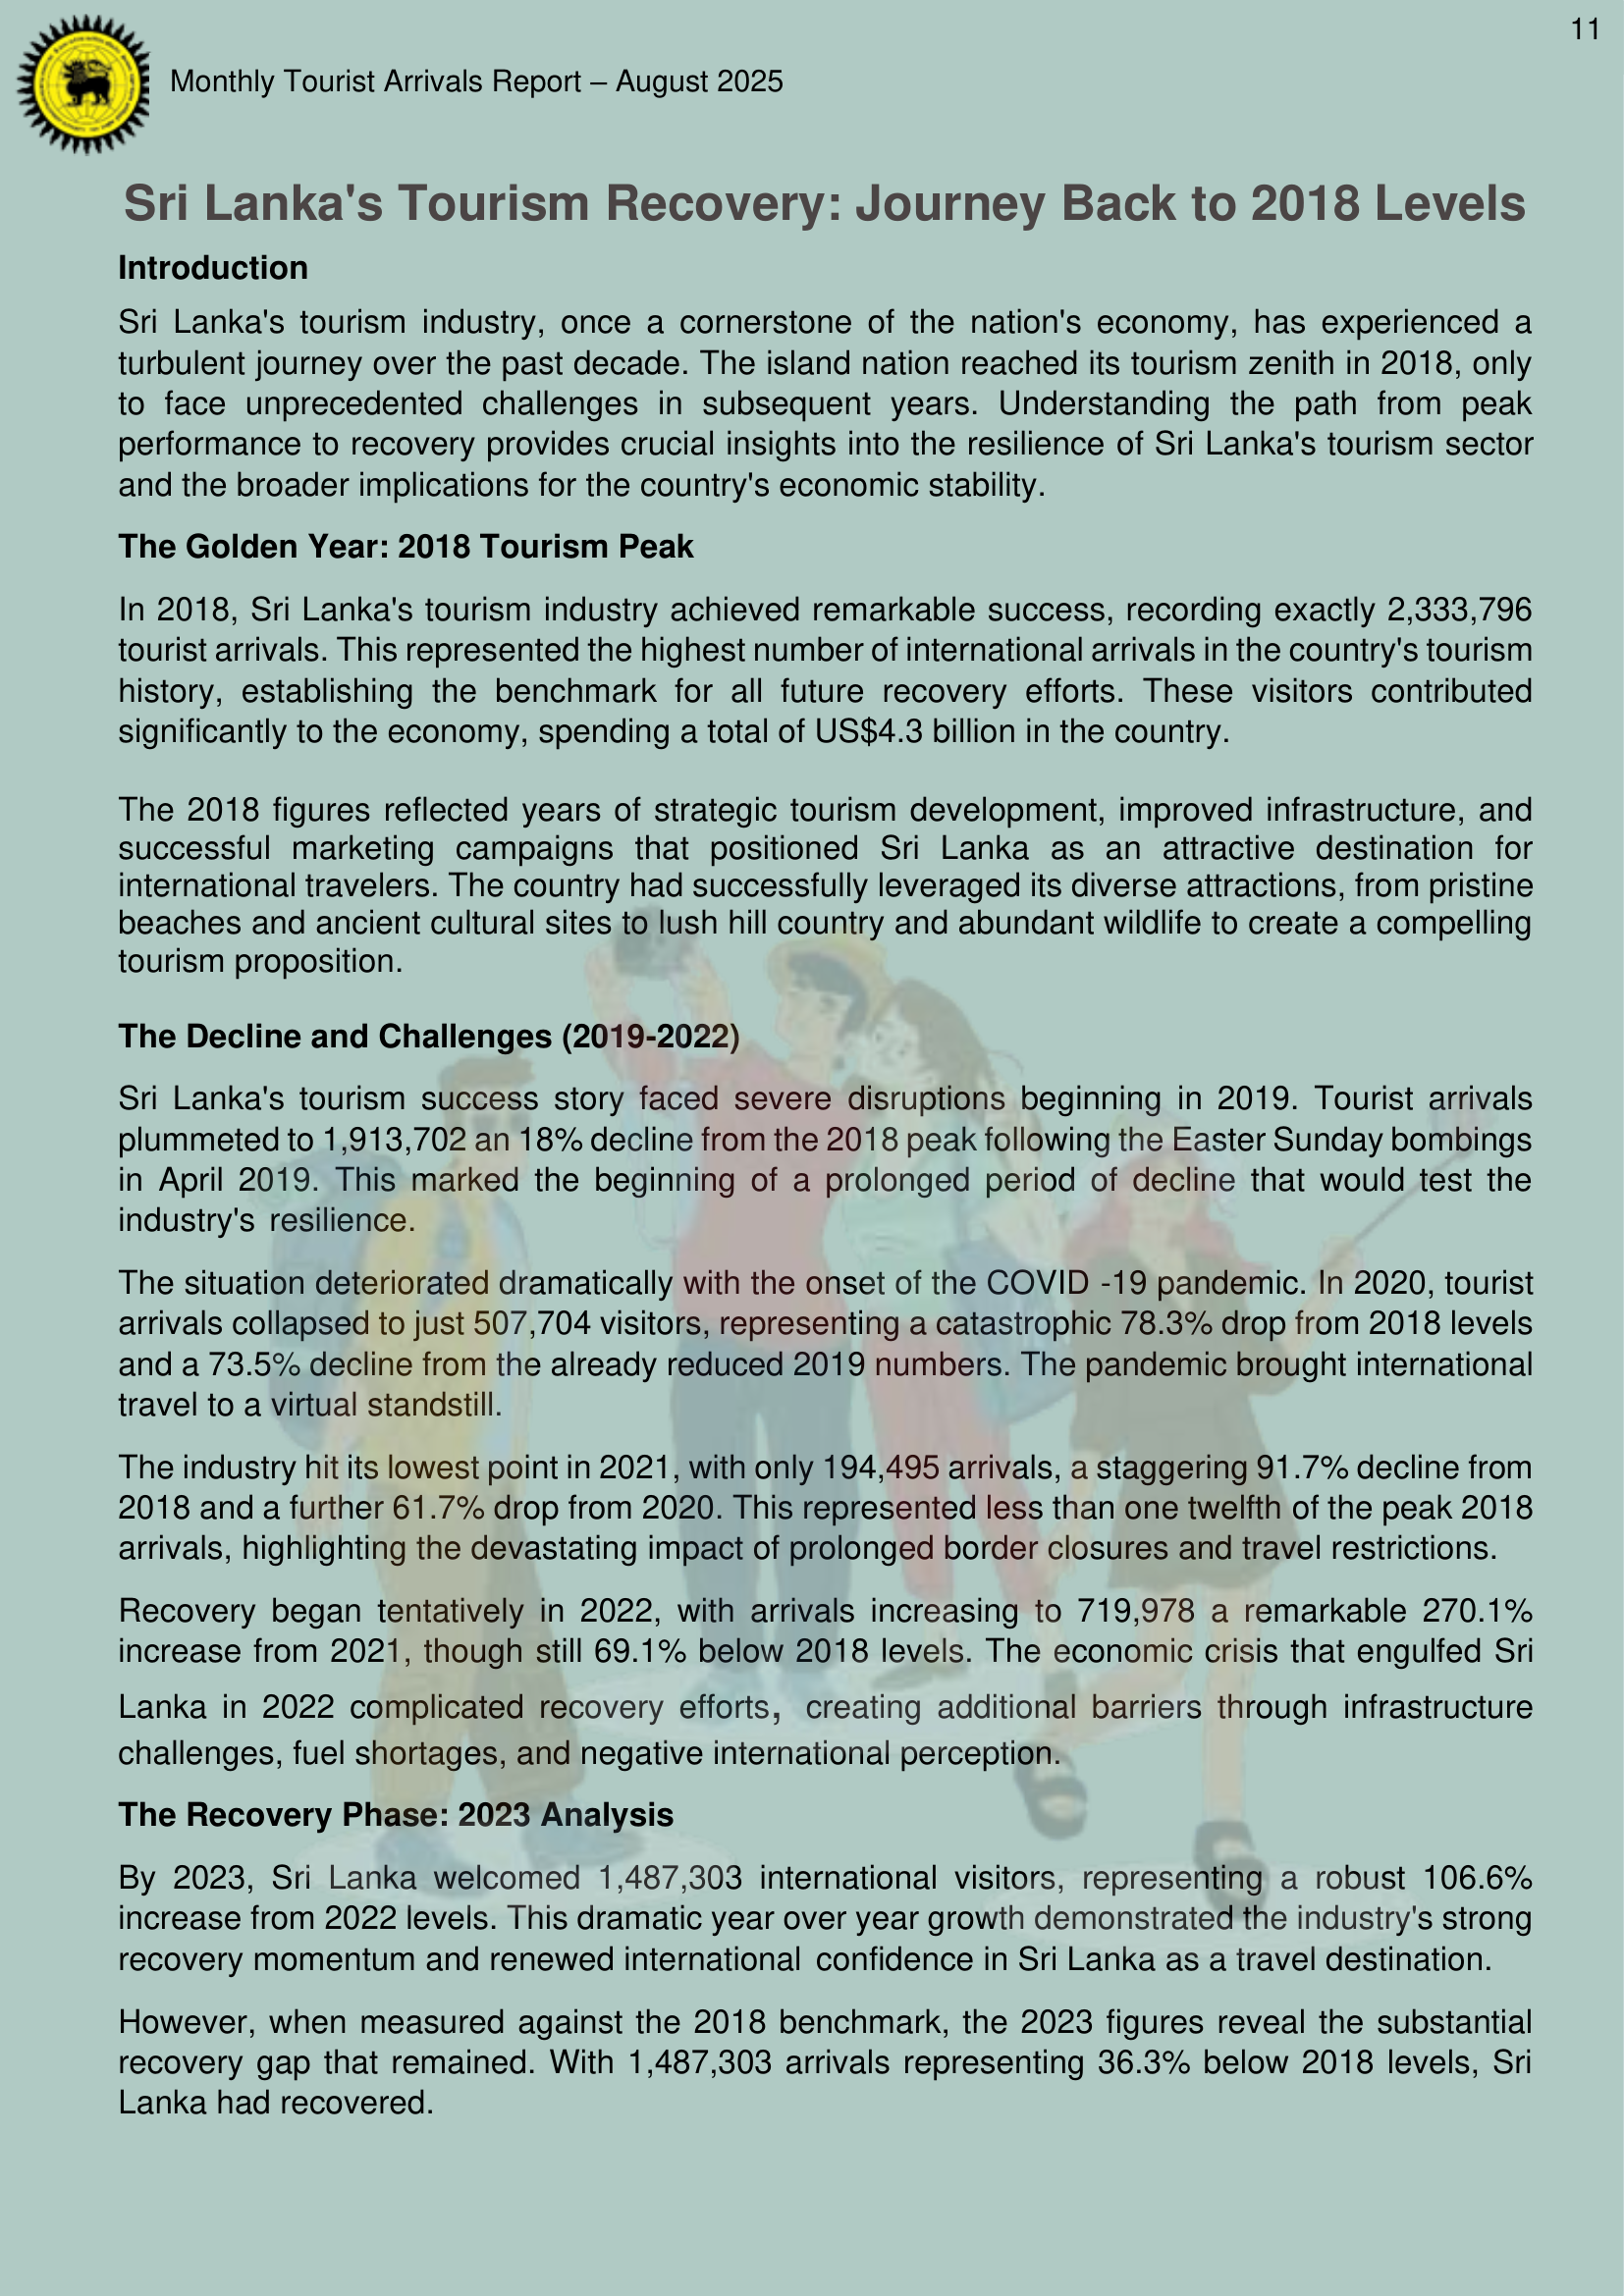 11
Monthly Tourist Arrivals Report – August 2025
Sri Lanka's Tourism Recovery: Journey Back to 2018 Levels
Introduction
Sri Lanka's tourism industry, once a cornerstone of the nation's economy, has experienced a
turbulent journey over the past decade. The island nation reached its tourism zenith in 2018, only
to face unprecedented challenges in subsequent years. Understanding the path from peak
performance to recovery provides crucial insights into the resilience of Sri Lanka's tourism sector
and the broader implications for the country's economic stability.
The Golden Year: 2018 Tourism Peak
In 2018, Sri Lanka's tourism industry achieved remarkable success, recording exactly 2,333,796
tourist arrivals. This represented the highest number of international arrivals in the country's tourism
history, establishing the benchmark for all future recovery efforts. These visitors contributed
significantly to the economy, spending a total of US$4.3 billion in the country.
The 2018 figures reflected years of strategic tourism development, improved infrastructure, and
successful marketing campaigns that positioned Sri Lanka as an attractive destination for
international travelers. The country had successfully leveraged its diverse attractions, from pristine
beaches and ancient cultural sites to lush hill country and abundant wildlife to create a compelling
tourism proposition.
The Decline and Challenges (2019-2022)
Sri Lanka's tourism success story faced severe disruptions beginning in 2019. Tourist arrivals
plummeted to 1,913,702 an 18% decline from the 2018 peak following the Easter Sunday bombings
in April 2019. This marked the beginning of a prolonged period of decline that would test the
industry's resilience.
The situation deteriorated dramatically with the onset of the COVID -19 pandemic. In 2020, tourist
arrivals collapsed to just 507,704 visitors, representing a catastrophic 78.3% drop from 2018 levels
and a 73.5% decline from the already reduced 2019 numbers. The pandemic brought international
travel to a virtual standstill.
The industry hit its lowest point in 2021, with only 194,495 arrivals, a staggering 91.7% decline from
2018 and a further 61.7% drop from 2020. This represented less than one twelfth of the peak 2018
arrivals, highlighting the devastating impact of prolonged border closures and travel restrictions.
Recovery began tentatively in 2022, with arrivals increasing to 719,978 a remarkable 270.1%
increase from 2021, though still 69.1% below 2018 levels. The economic crisis that engulfed Sri
Lanka in 2022 complicated recovery efforts, creating additional barriers through infrastructure
challenges, fuel shortages, and negative international perception.
The Recovery Phase: 2023 Analysis
By 2023, Sri Lanka welcomed 1,487,303 international visitors, representing a robust 106.6%
increase from 2022 levels. This dramatic year over year growth demonstrated the industry's strong
recovery momentum and renewed international confidence in Sri Lanka as a travel destination.
However, when measured against the 2018 benchmark, the 2023 figures reveal the substantial
recovery gap that remained. With 1,487,303 arrivals representing 36.3% below 2018 levels, Sri
Lanka had recovered.